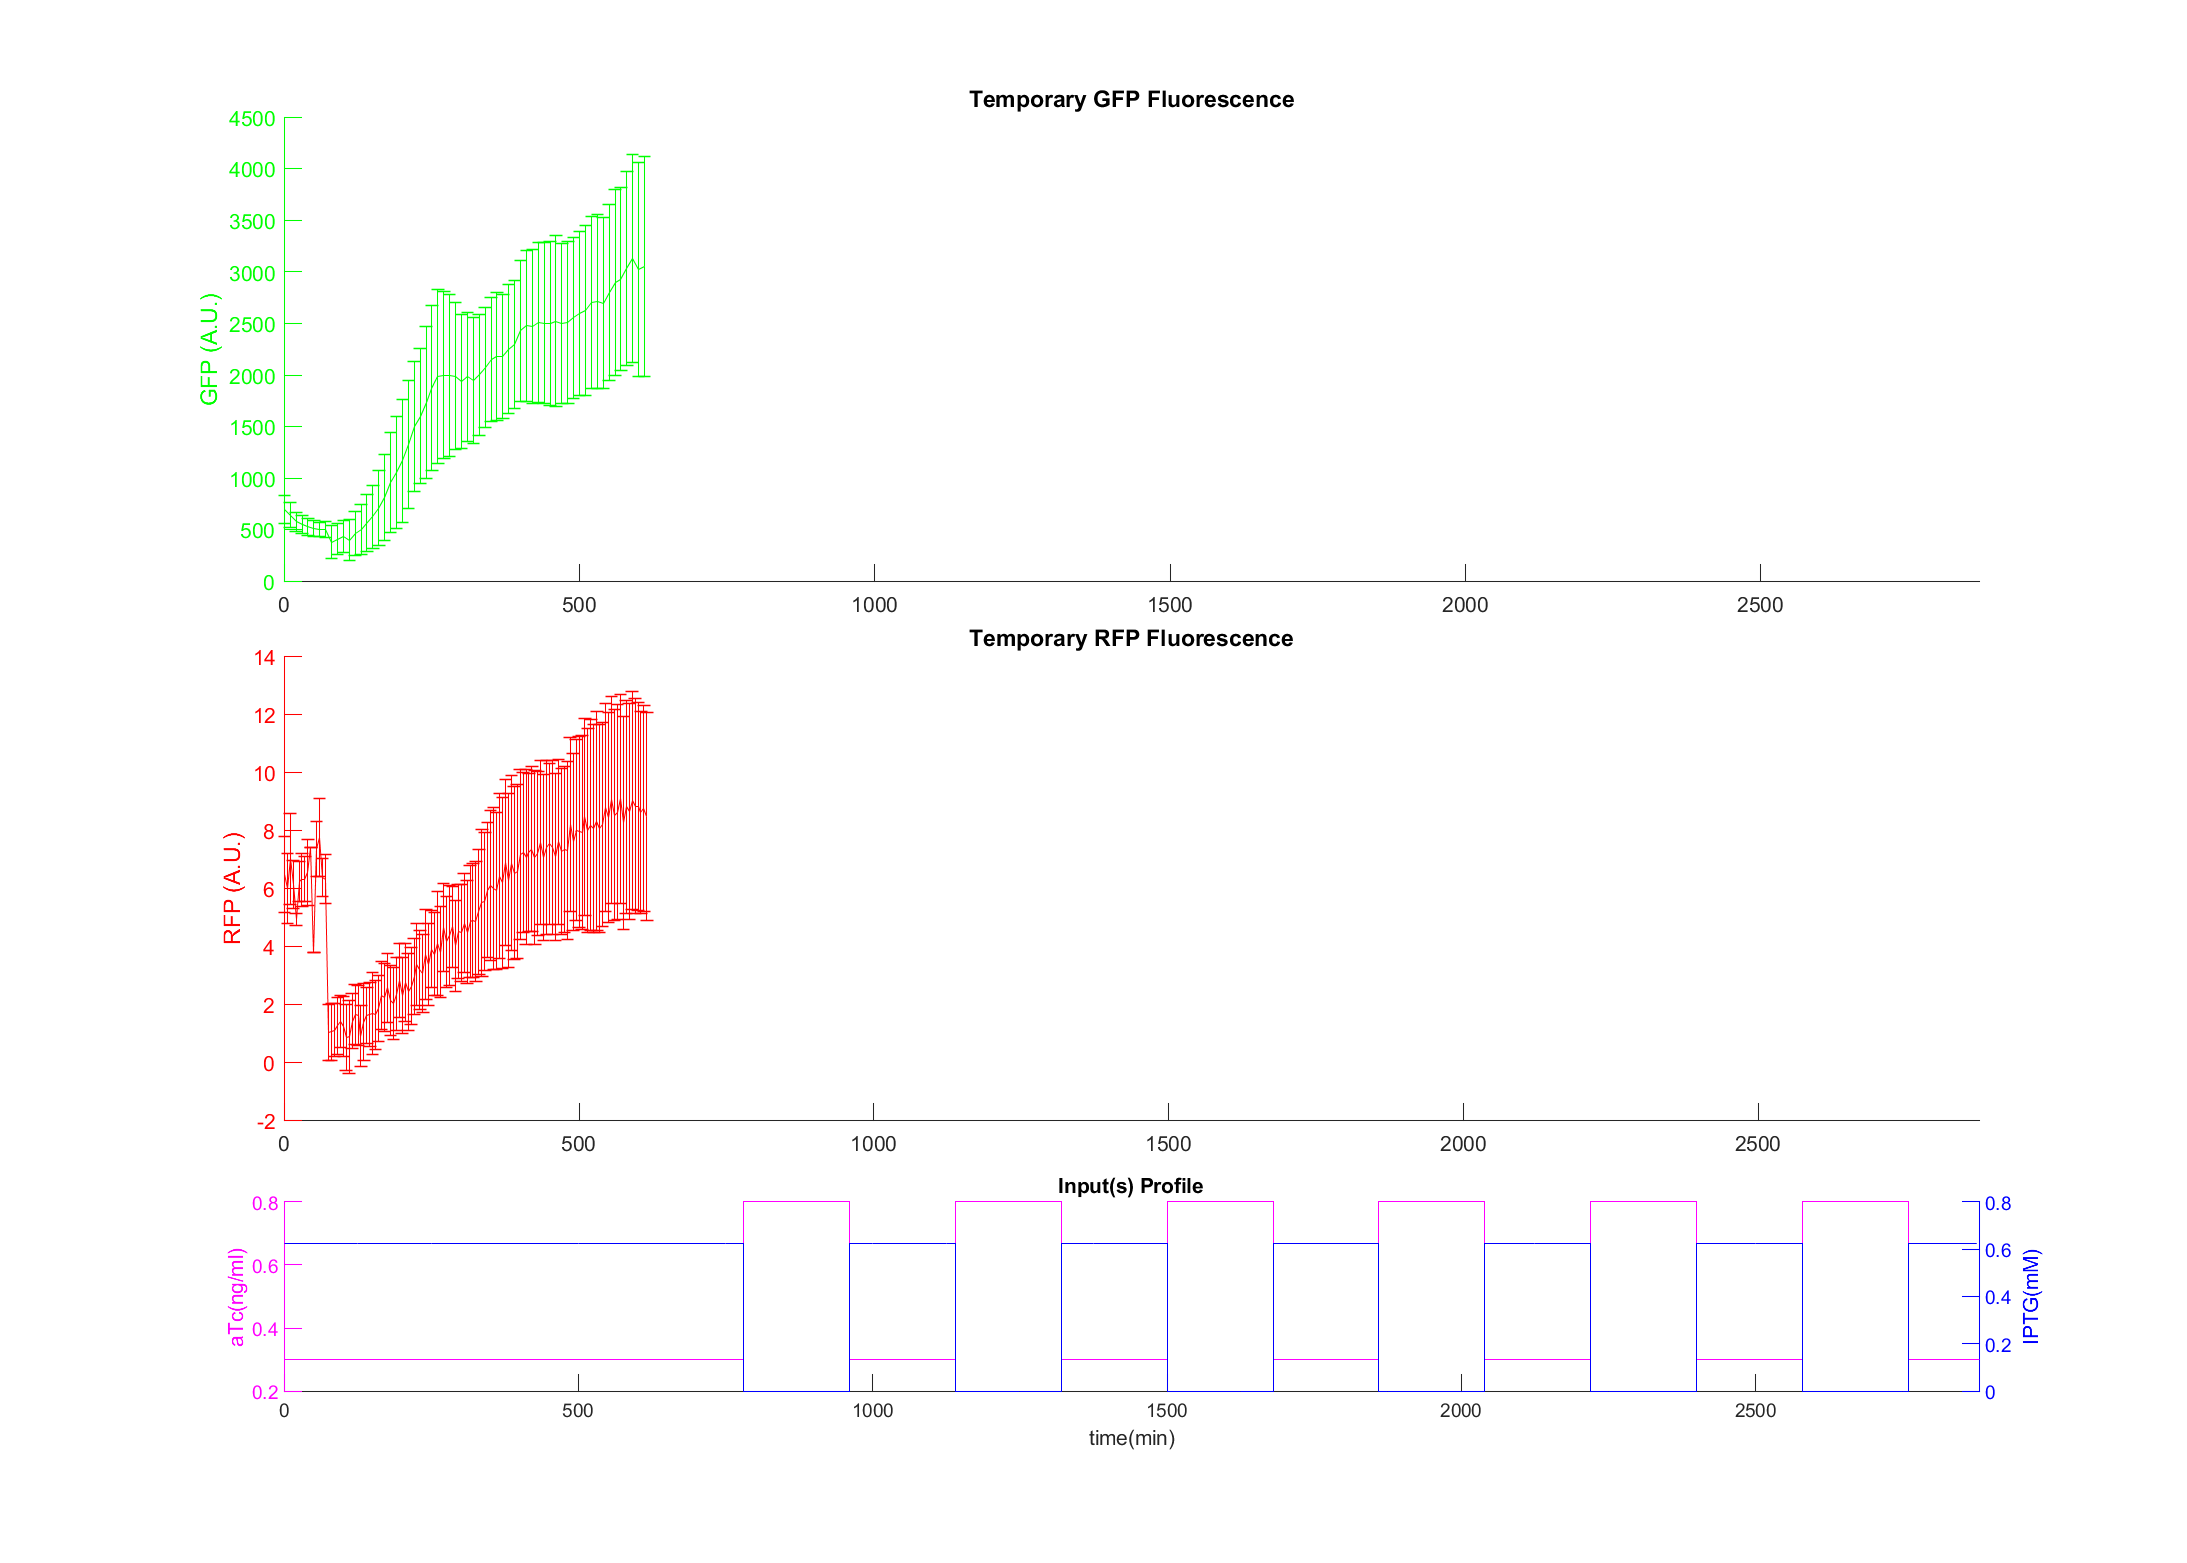 Temporary GFP Fluorescence
4500
4000
3500
3000
2500
2000
1500
1000
500
0
GFP (A.U.)
0 500 1000 1500 2000 2500
Temporary RFP Fluorescence
14
12
10
8
6
4
2
0
-2
RFP (A.U.)
0 500 1000 1500 2000 2500
Input(s) Profile
0.8
0.6
0.4
0.2
aTc(ng/ml)
0.8
0.6
0.4
0.2
0
IPTG(mM)
0 500 1000 1500 2000 2500
time(min)